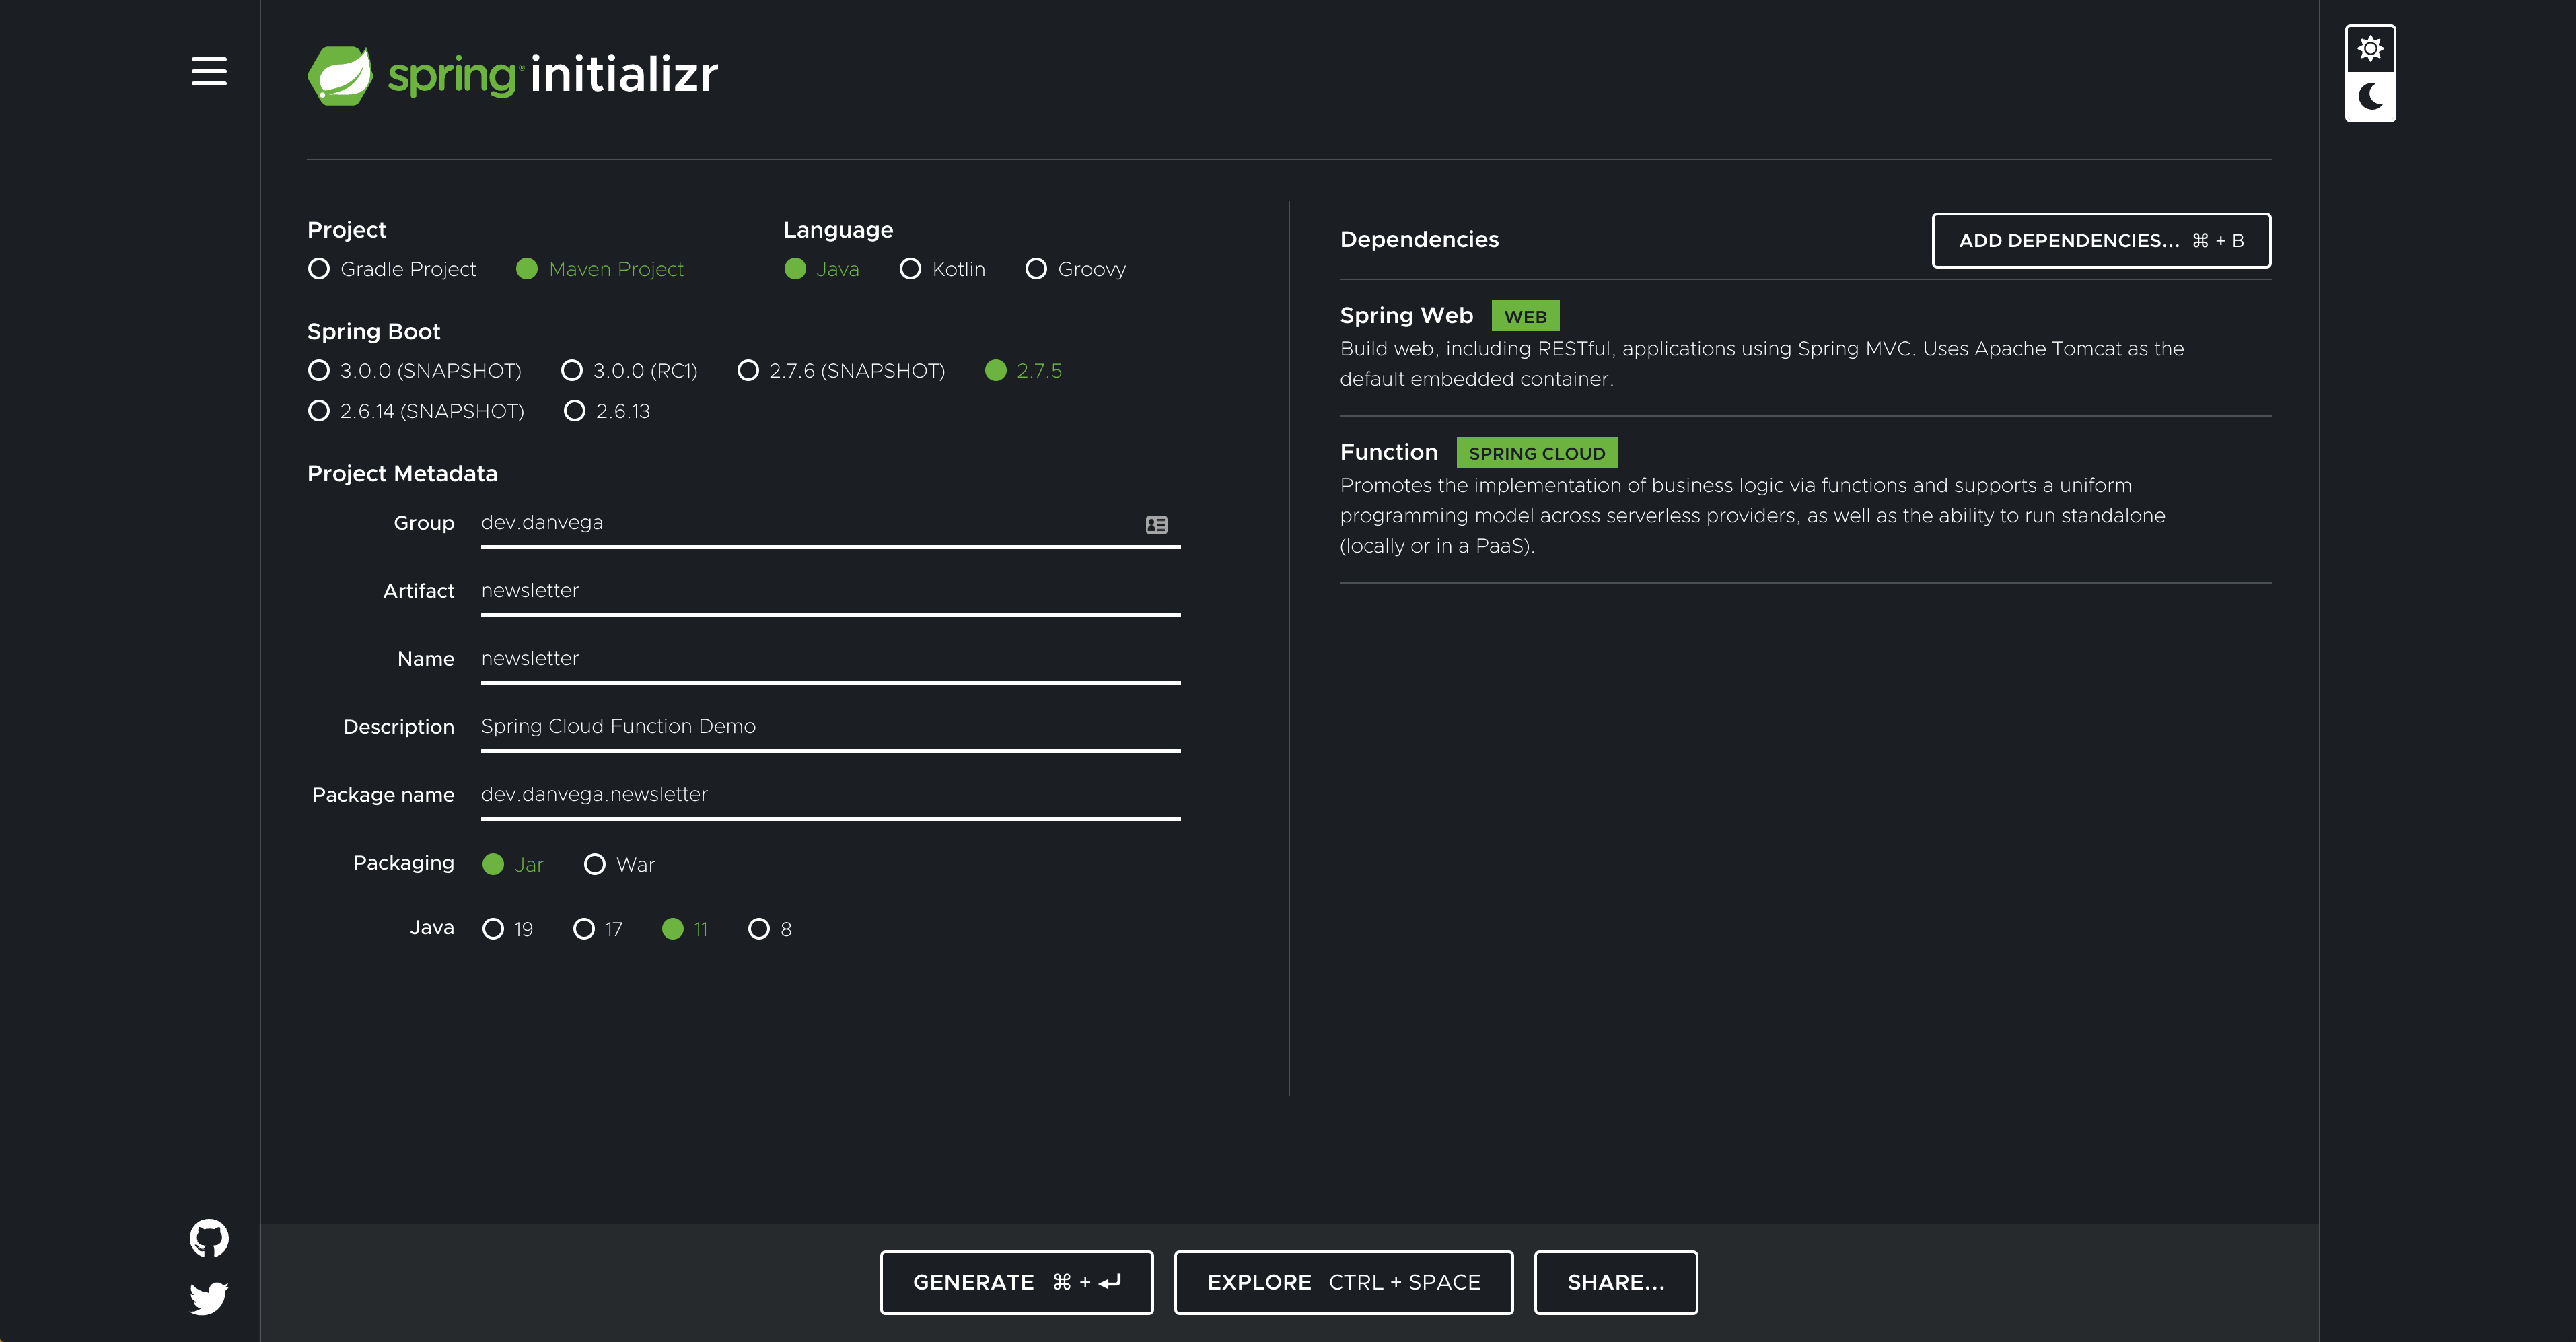 spring initializr
Project
Gradle Project Maven Project
Language
Java Kotlin Groovy
Spring Boot
3.0.0 (SNAPSHOT) 3.0.0 (RC1) 2.7.6 (SNAPSHOT) 2.7.5
2.6.14 (SNAPSHOT) 2.6.13
Project Metadata
Group dev.danvega
Artifact newsletter
Name newsletter
Description Spring Cloud Function Demo
Package name dev.danvega.newsletter
Packaging Jar War
Java 19 17 11 8
Dependencies
ADD DEPENDENCIES... ⌘ + B
Spring Web WEB
Build web, including RESTful, applications using Spring MVC. Uses Apache Tomcat as the
default embedded container.
Function SPRING CLOUD
Promotes the implementation of business logic via functions and supports a uniform
programming model across serverless providers, as well as the ability to run standalone
(locally or in a PaaS).
GENERATE ⌘ + ⏎
EXPLORE CTRL + SPACE
SHARE...